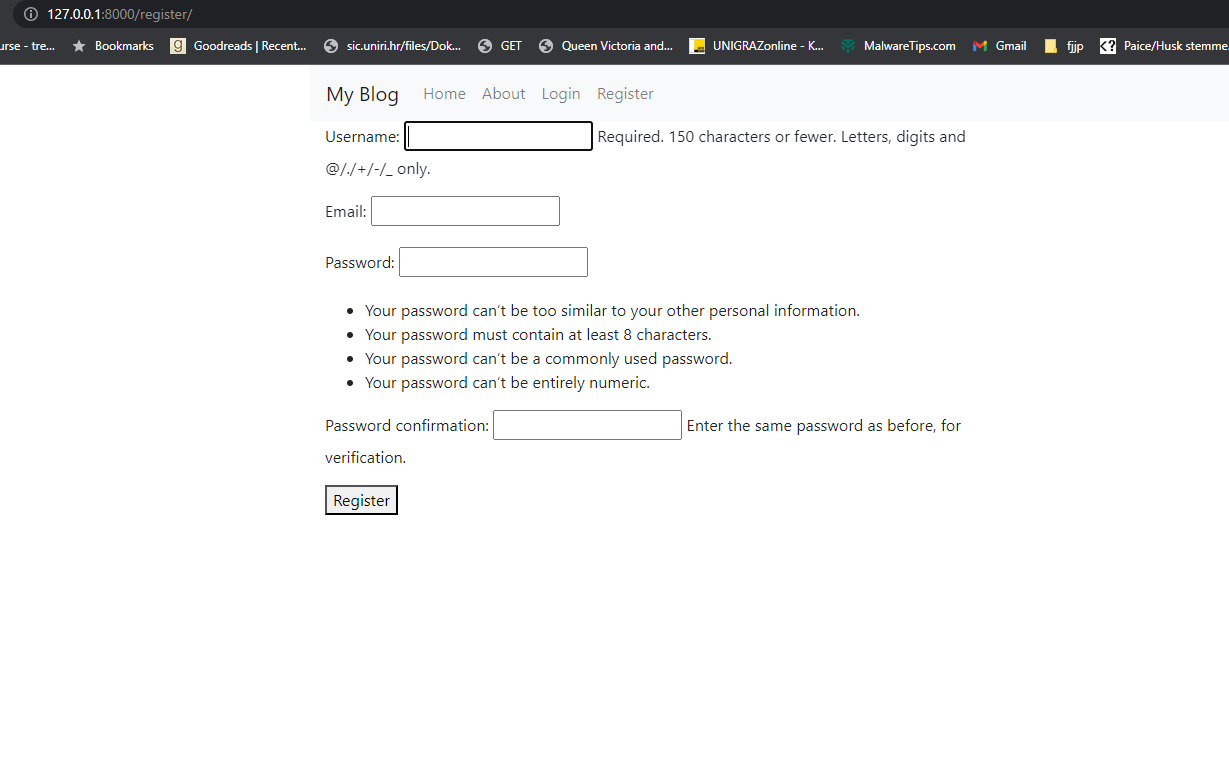 127.0.0.1:8000/register/
urse - tre... Bookmarks Goodreads | Recent... sic.uniri.hr/files/Dok... GET Queen Victoria and... UNIGRAZonline - K... MalwareTips.com Gmail fjjp Paice/Husk stemme
My Blog Home About Login Register
Username: Required. 150 characters or fewer. Letters, digits and
@/./+/-/_ only.
Email:
Password:
• Your password can’t be too similar to your other personal information.
• Your password must contain at least 8 characters.
• Your password can’t be a commonly used password.
• Your password can’t be entirely numeric.
Password confirmation: Enter the same password as before, for
verification.
Register